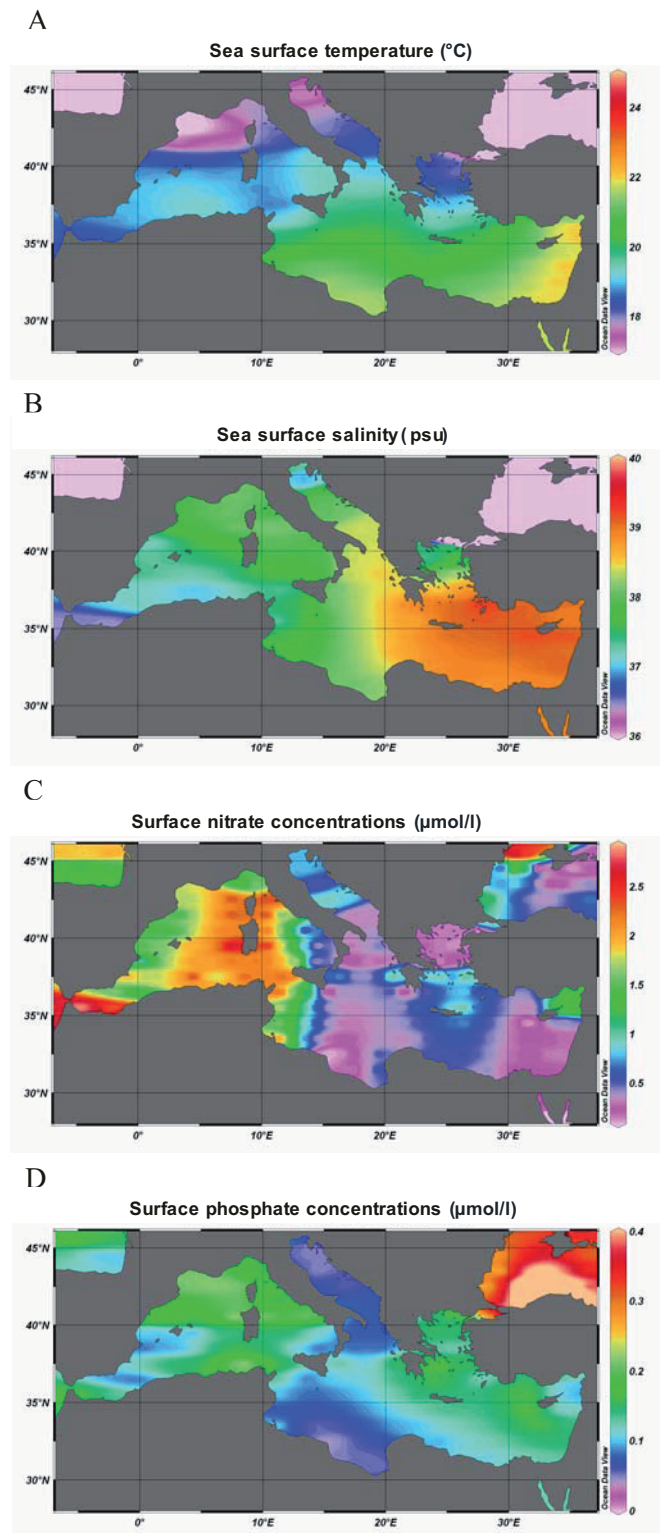 A
Sea surface temperature (°C)
45°N
40°N
35°N
30°N
0°
10°E
20°E
30°E
24
22
20
18
Ocean Data View
B
Sea surface salinity ( psu)
45°N
40°N
35°N
30°N
0°
10°E
20°E
30°E
40
39
38
37
36
Ocean Data View
C
Surface nitrate concentrations (µmol/l)
45°N
40°N
35°N
30°N
0°
10°E
20°E
30°E
2.5
2
1.5
1
0.5
Ocean Data View
D
Surface phosphate concentrations (µmol/l)
45°N
40°N
35°N
30°N
0°
10°E
20°E
30°E
0.4
0.3
0.2
0.1
0
Ocean Data View